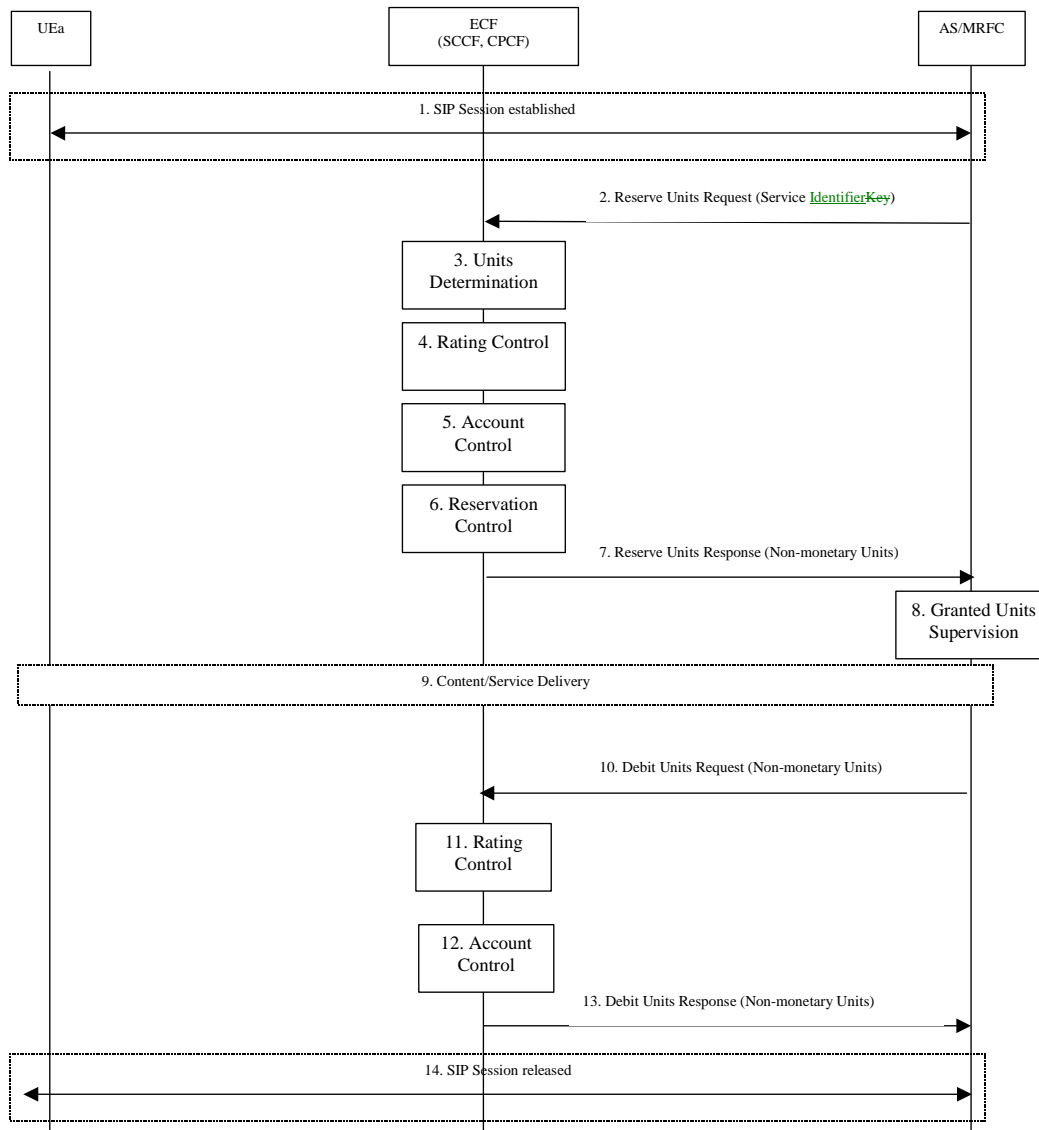 UEa
ECF
(SCCF, CPCF)
AS/MRFC
1. SIP Session established
2. Reserve Units Request (Service IdentifierKey)
3. Units
Determination
4. Rating Control
5. Account
Control
6. Reservation
Control
7. Reserve Units Response (Non-monetary Units)
8. Granted Units
Supervision
9. Content/Service Delivery
10. Debit Units Request (Non-monetary Units)
11. Rating
Control
12. Account
Control
13. Debit Units Response (Non-monetary Units)
14. SIP Session released